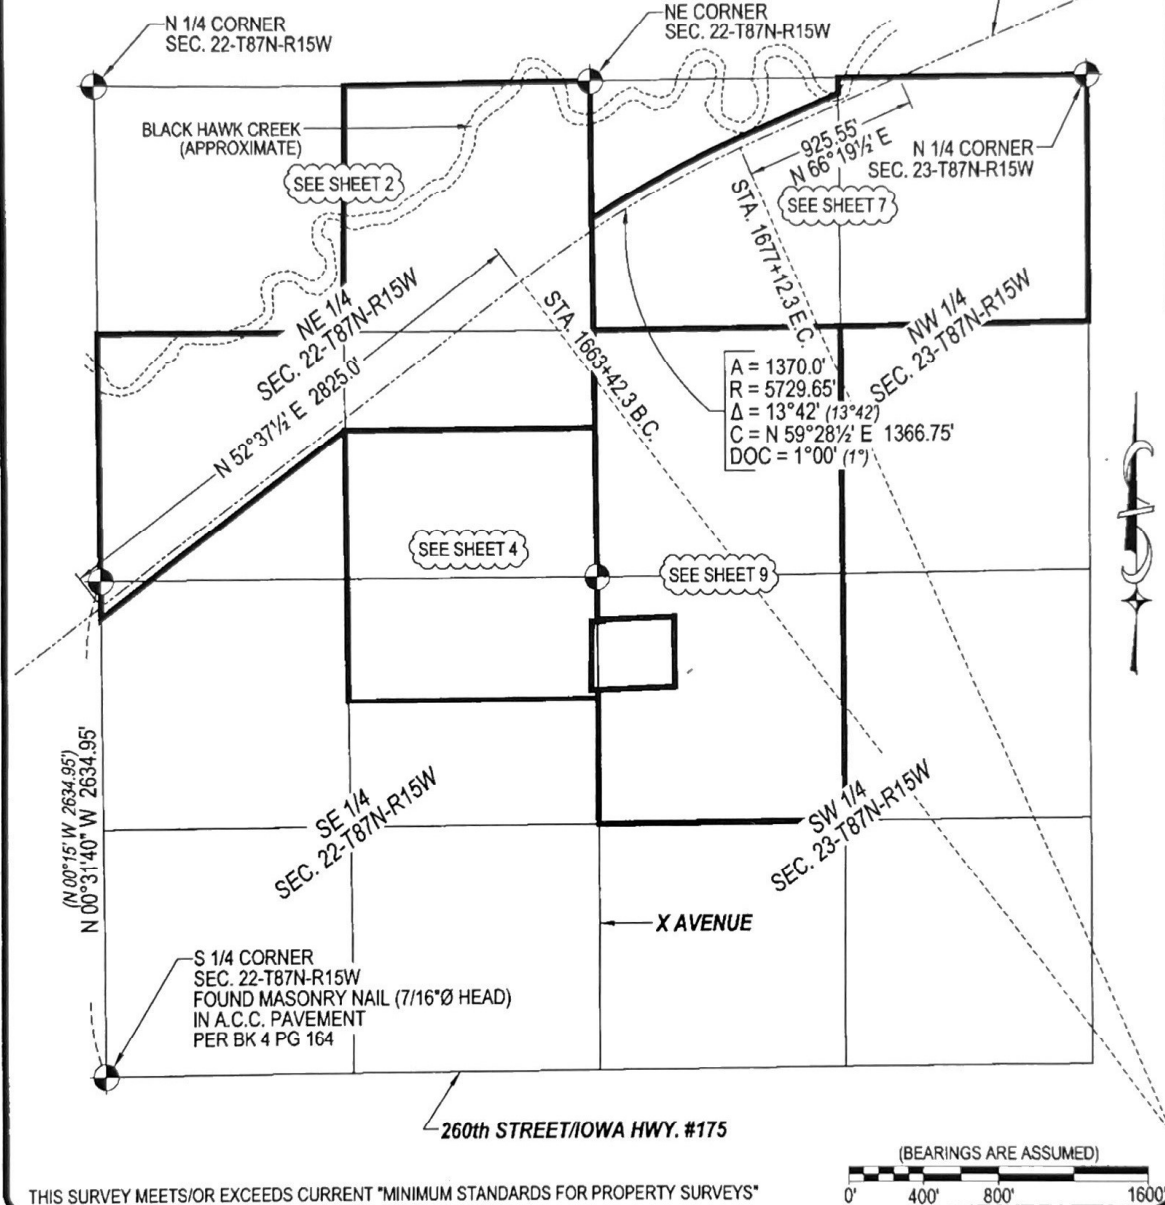 N 1/4 CORNER
SEC. 22-T87N-R15W
NE CORNER
SEC. 22-T87N-R15W
BLACK HAWK CREEK
(APPROXIMATE)
SEE SHEET 2
925.55'
N 66°19½' E
N 1/4 CORNER
SEC. 23-T87N-R15W
SEE SHEET 7
STA. 1677+12.3 E.C.
NE 1/4
SEC. 22-T87N-R15W
N 52°37½' E 2825.0'
STA. 1663+42.3 B.C.
NW 1/4
SEC. 23-T87N-R15W
A = 1370.0'
R = 5729.65'
Δ = 13°42' (13°42')
C = N 59°28½' E 1366.75'
DOC = 1°00' (1°)
SEE SHEET 4
SEE SHEET 9
(N 00°15' W 2634.95')
N 00°31'40" W 2634.95'
SE 1/4
SEC. 22-T87N-R15W
SW 1/4
SEC. 23-T87N-R15W
X AVENUE
S 1/4 CORNER
SEC. 22-T87N-R15W
FOUND MASONRY NAIL (7/16"Ø HEAD)
IN A.C.C. PAVEMENT
PER BK 4 PG 164
260th STREET/IOWA HWY. #175
(BEARINGS ARE ASSUMED)
0' 400' 800' 1600'
THIS SURVEY MEETS/OR EXCEEDS CURRENT "MINIMUM STANDARDS FOR PROPERTY SURVEYS"